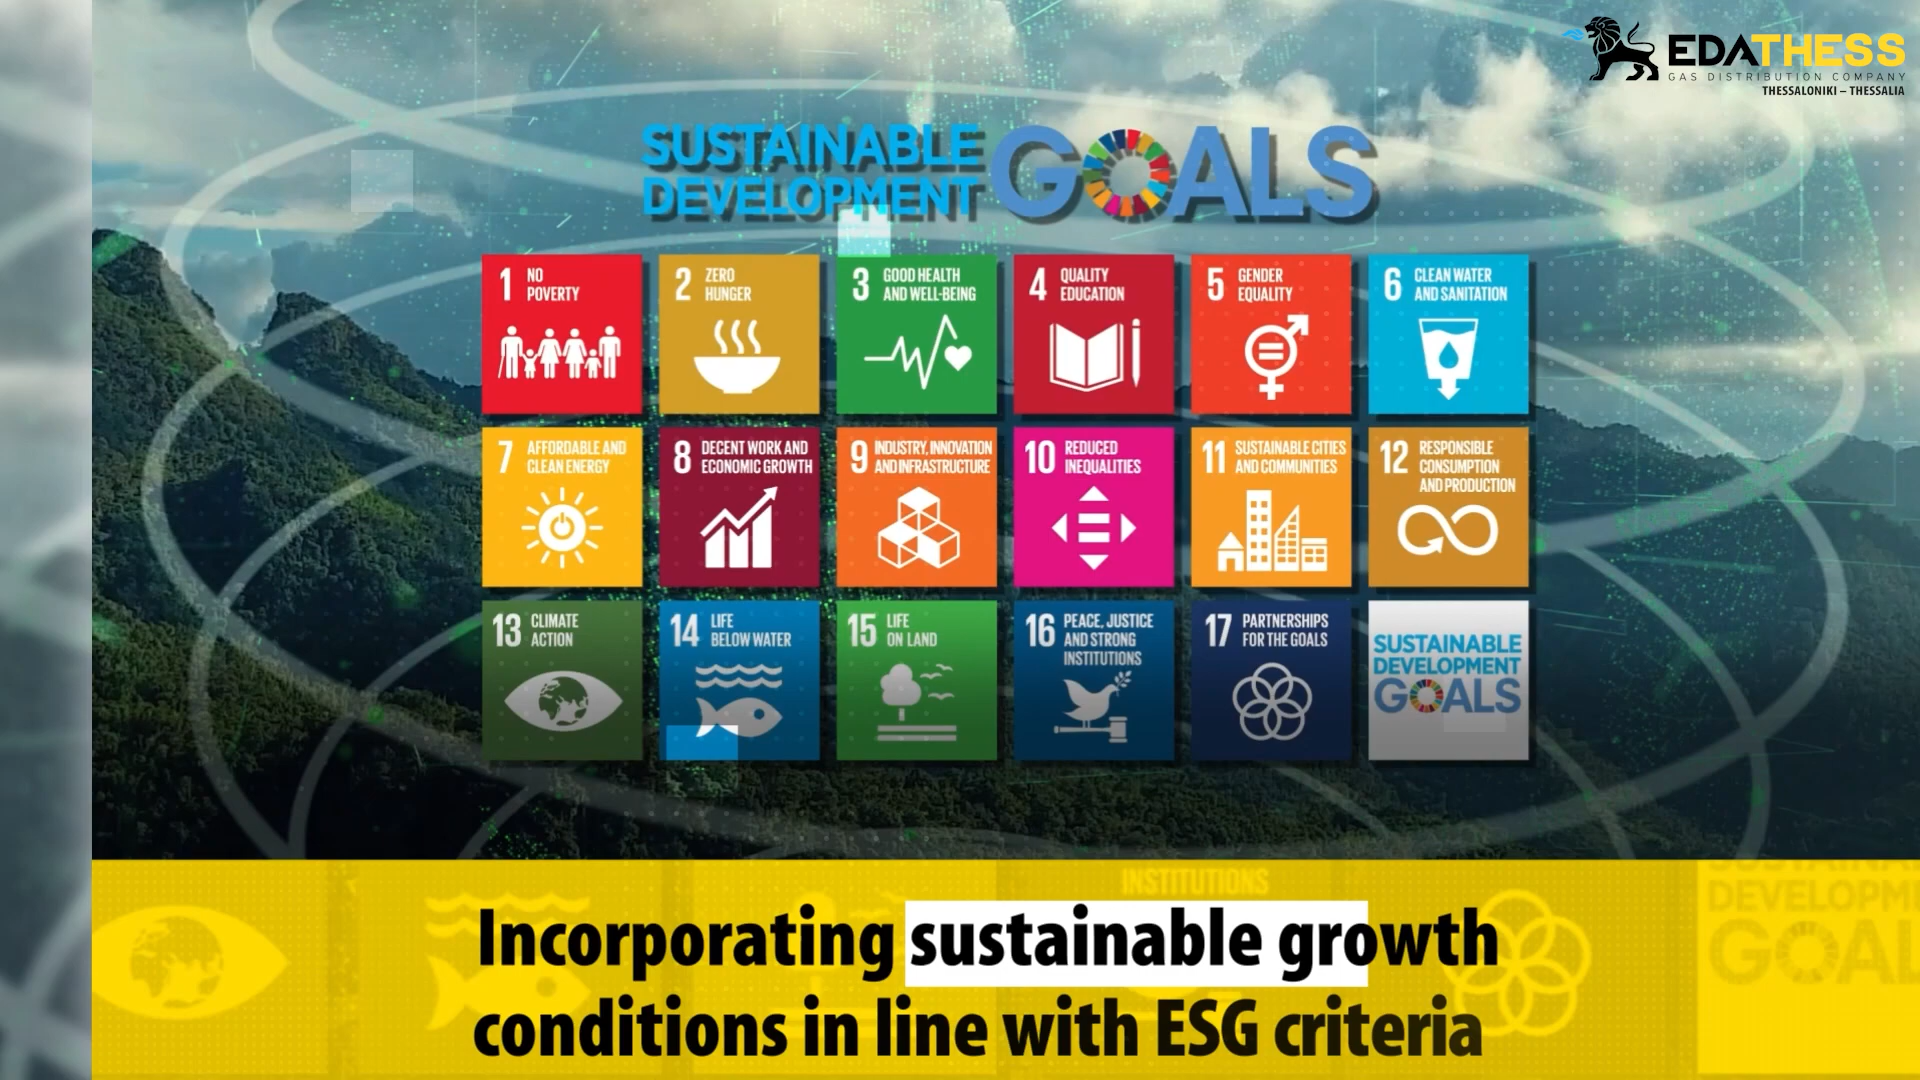 EDATHESS
GAS DISTRIBUTION COMPANY
THESSALONIKI – THESSALIA
SUSTAINABLE
DEVELOPMENT
GOALS
1 NO
POVERTY
2 ZERO
HUNGER
3 GOOD HEALTH
AND WELL-BEING
4 QUALITY
EDUCATION
5 GENDER
EQUALITY
6 CLEAN WATER
AND SANITATION
7 AFFORDABLE AND
CLEAN ENERGY
8 DECENT WORK AND
ECONOMIC GROWTH
9 INDUSTRY, INNOVATION
AND INFRASTRUCTURE
10 REDUCED
INEQUALITIES
11 SUSTAINABLE CITIES
AND COMMUNITIES
12 RESPONSIBLE
CONSUMPTION
AND PRODUCTION
13 CLIMATE
ACTION
14 LIFE
BELOW WATER
15 LIFE
ON LAND
16 PEACE, JUSTICE
AND STRONG
INSTITUTIONS
17 PARTNERSHIPS
FOR THE GOALS
SUSTAINABLE
DEVELOPMENT
GOALS
INSTITUTIONS
Incorporating sustainable growth
conditions in line with ESG criteria